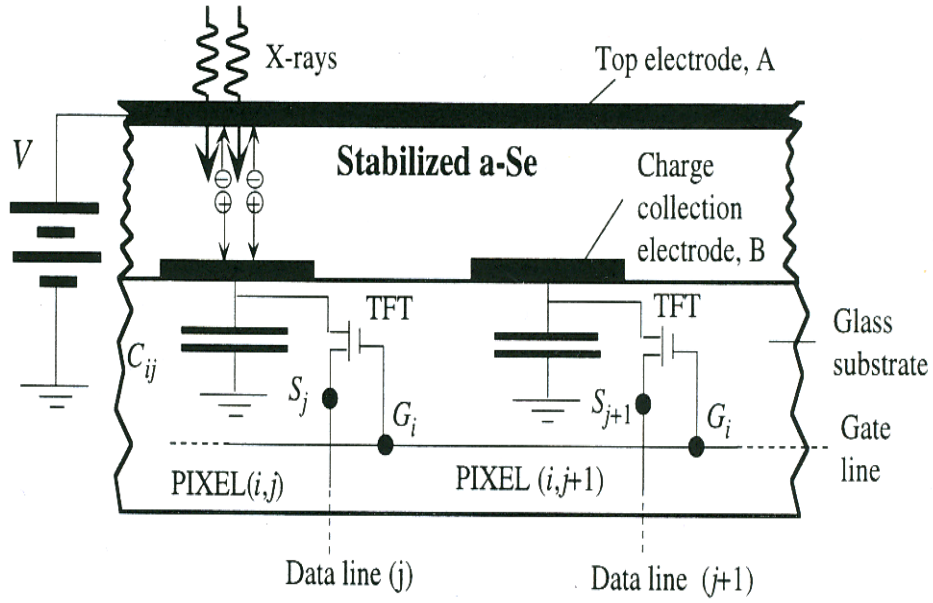 X-rays
Top electrode, A
V
Stabilized a-Se
Charge
collection
electrode, B
− −
+ +
TFT
TFT
Glass
substrate
C_ij
S_j
G_i
S_j+1
G_i
Gate
line
PIXEL(i,j)
PIXEL (i,j+1)
Data line (j)
Data line (j+1)